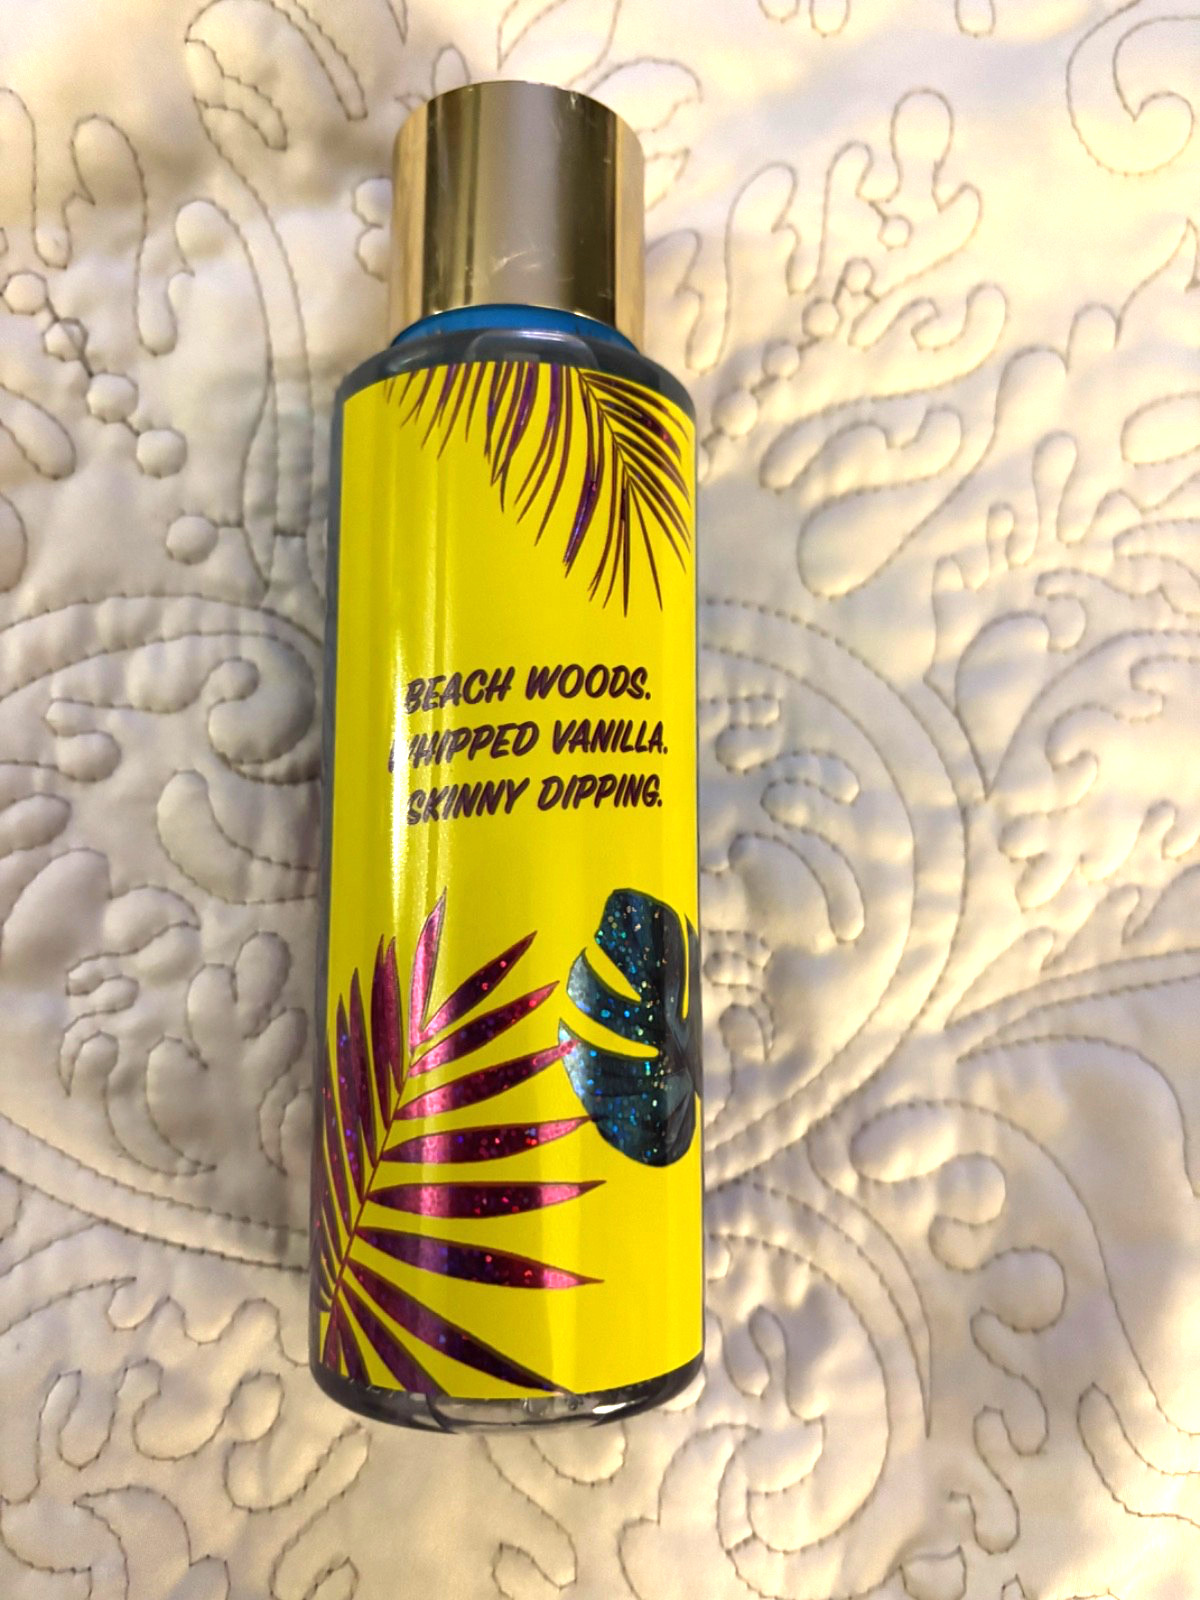 BEACH WOODS.
WHIPPED VANILLA.
SKINNY DIPPING.